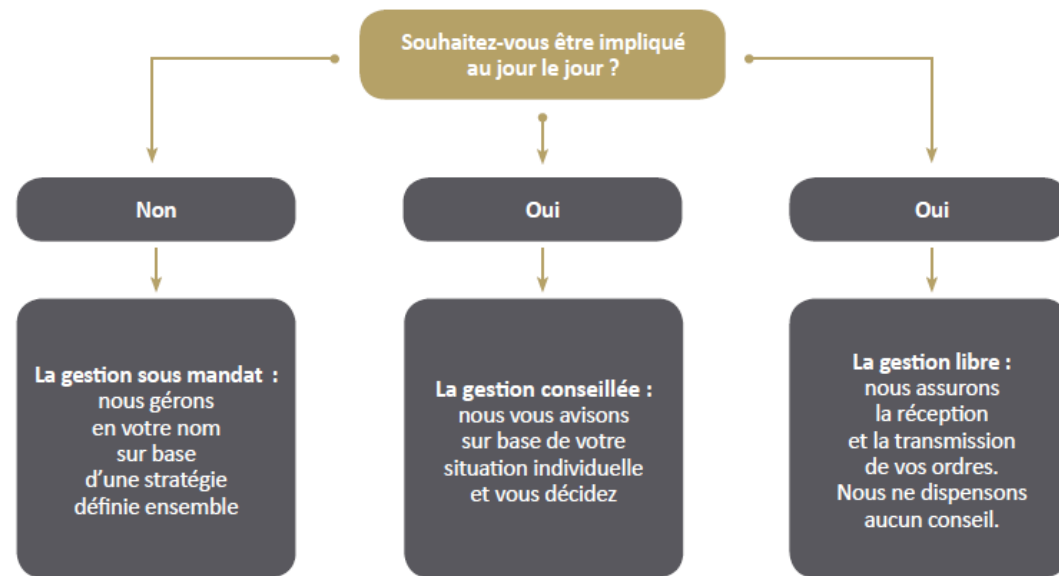 Souhaitez-vous être impliqué
au jour le jour ?
Non
Oui
Oui
La gestion sous mandat :
nous gérons
en votre nom
sur base
d'une stratégie
définie ensemble
La gestion conseillée :
nous vous avisons
sur base de votre
situation individuelle
et vous décidez
La gestion libre :
nous assurons
la réception
et la transmission
de vos ordres.
Nous ne dispensons
aucun conseil.